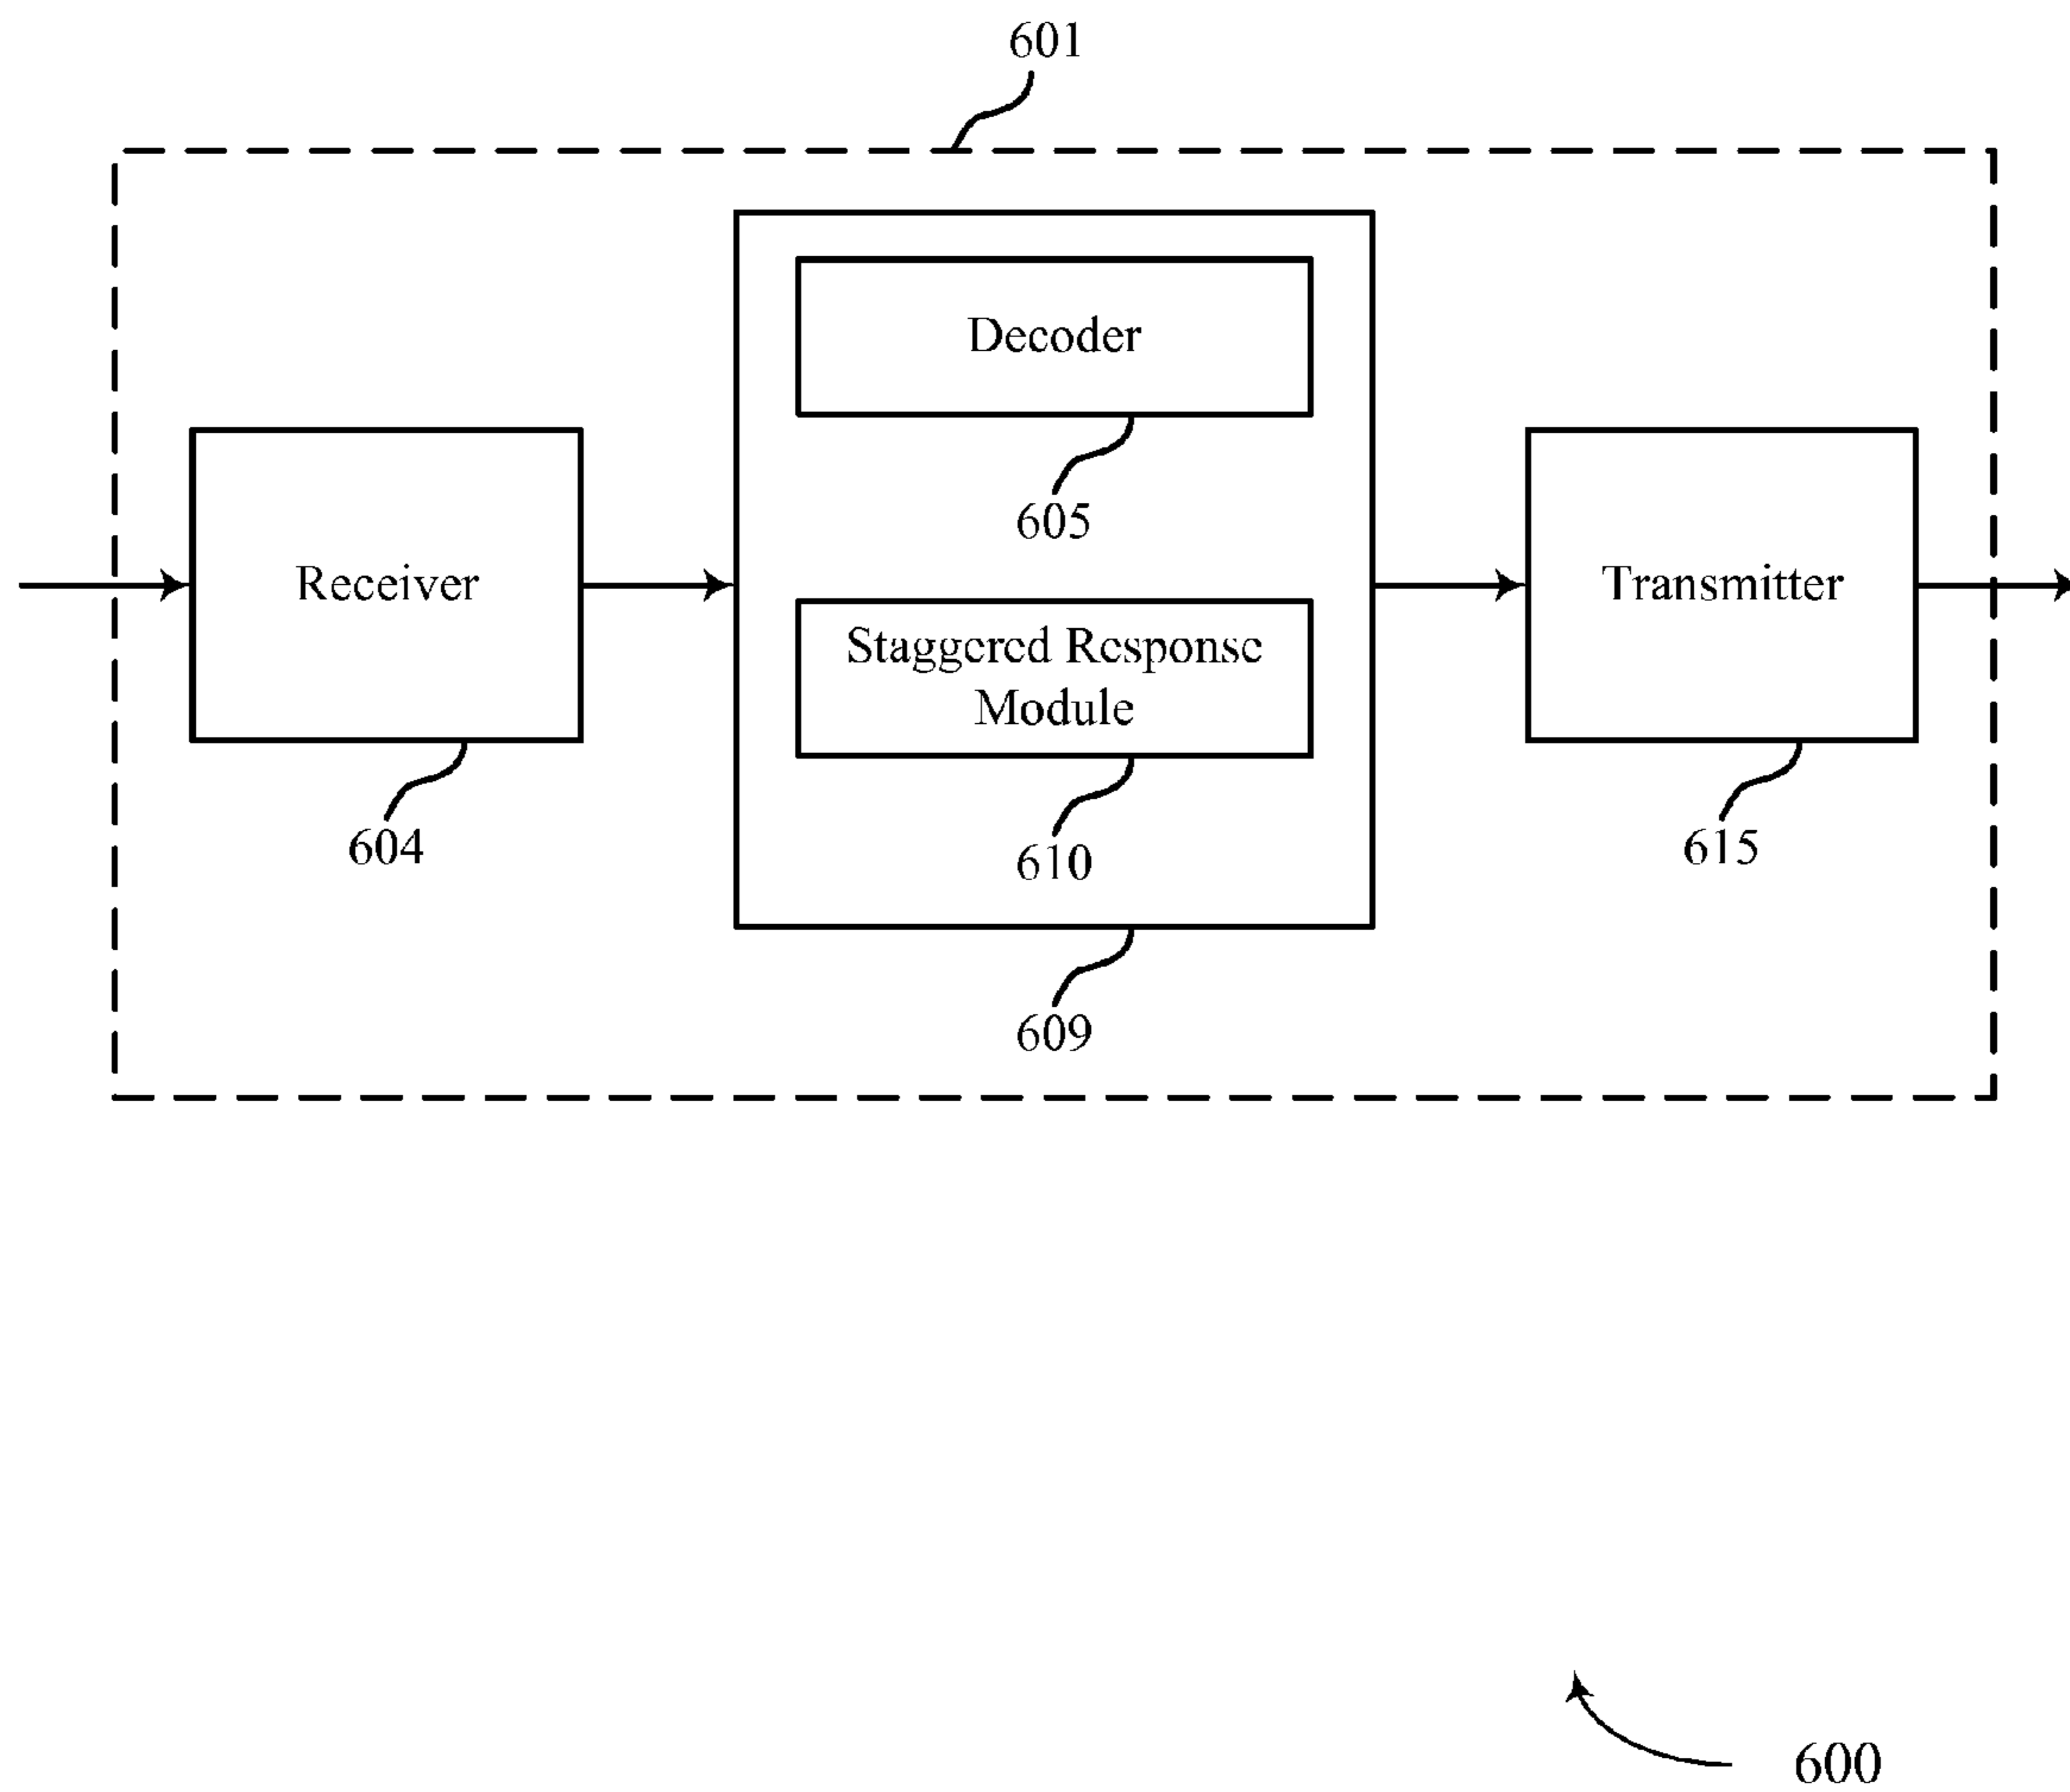 601
Decoder
605
Receiver
604
Staggered Response
Module
610
609
Transmitter
615
600